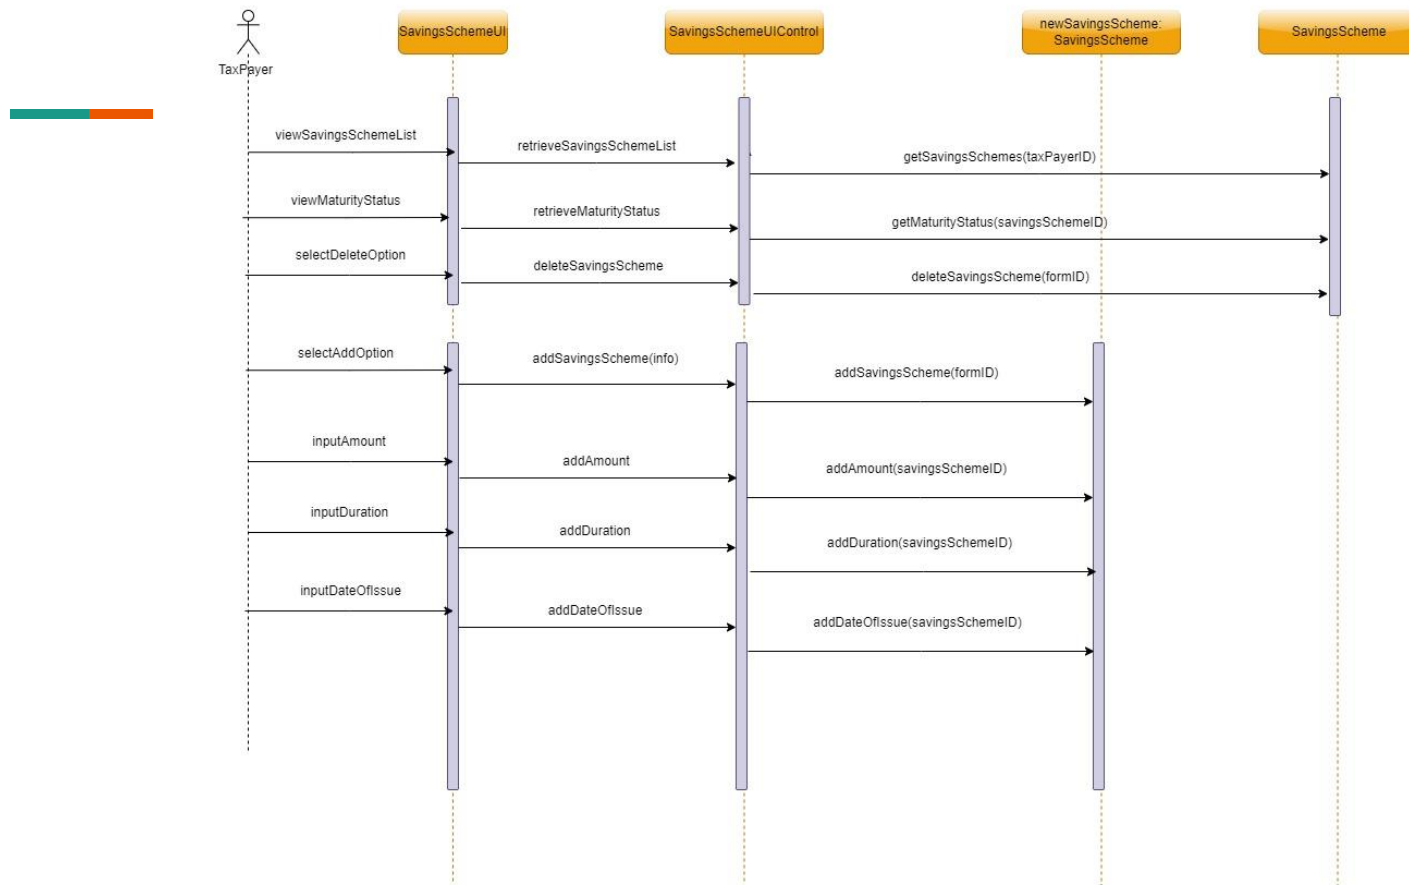 SavingsSchemeUI
SavingsSchemeUIControl
newSavingsScheme:
SavingsScheme
SavingsScheme
TaxPayer
viewSavingsSchemeList
retrieveSavingsSchemeList
getSavingsSchemes(taxPayerID)
viewMaturityStatus
retrieveMaturityStatus
getMaturityStatus(savingsSchemeID)
selectDeleteOption
deleteSavingsScheme
deleteSavingsScheme(formID)
selectAddOption
addSavingsScheme(info)
addSavingsScheme(formID)
inputAmount
addAmount
addAmount(savingsSchemeID)
inputDuration
addDuration
addDuration(savingsSchemeID)
inputDateOfIssue
addDateOfIssue
addDateOfIssue(savingsSchemeID)